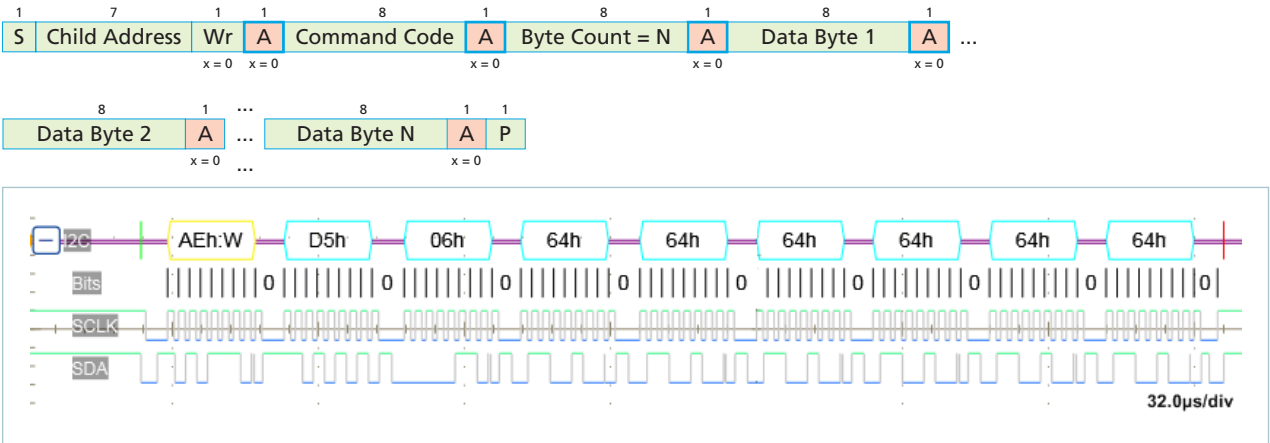 1 7 1 1 8 1 8 1 8 1
S Child Address Wr A Command Code A Byte Count = N A Data Byte 1 A ...
x = 0 x = 0 x = 0 x = 0 x = 0
8 1 ... 8 1 1
Data Byte 2 A ... Data Byte N A P
x = 0 ... x = 0
I2C AEh:W D5h 06h 64h 64h 64h 64h 64h 64h
Bits 0 0 0 0 0 0 0 0 0
SCLK
SDA
32.0µs/div